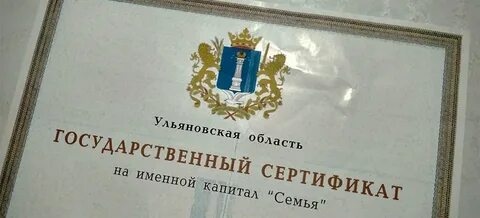 Ульяновская область
ГОСУДАРСТВЕННЫЙ СЕРТИФИКАТ
на именной капитал "Семья"